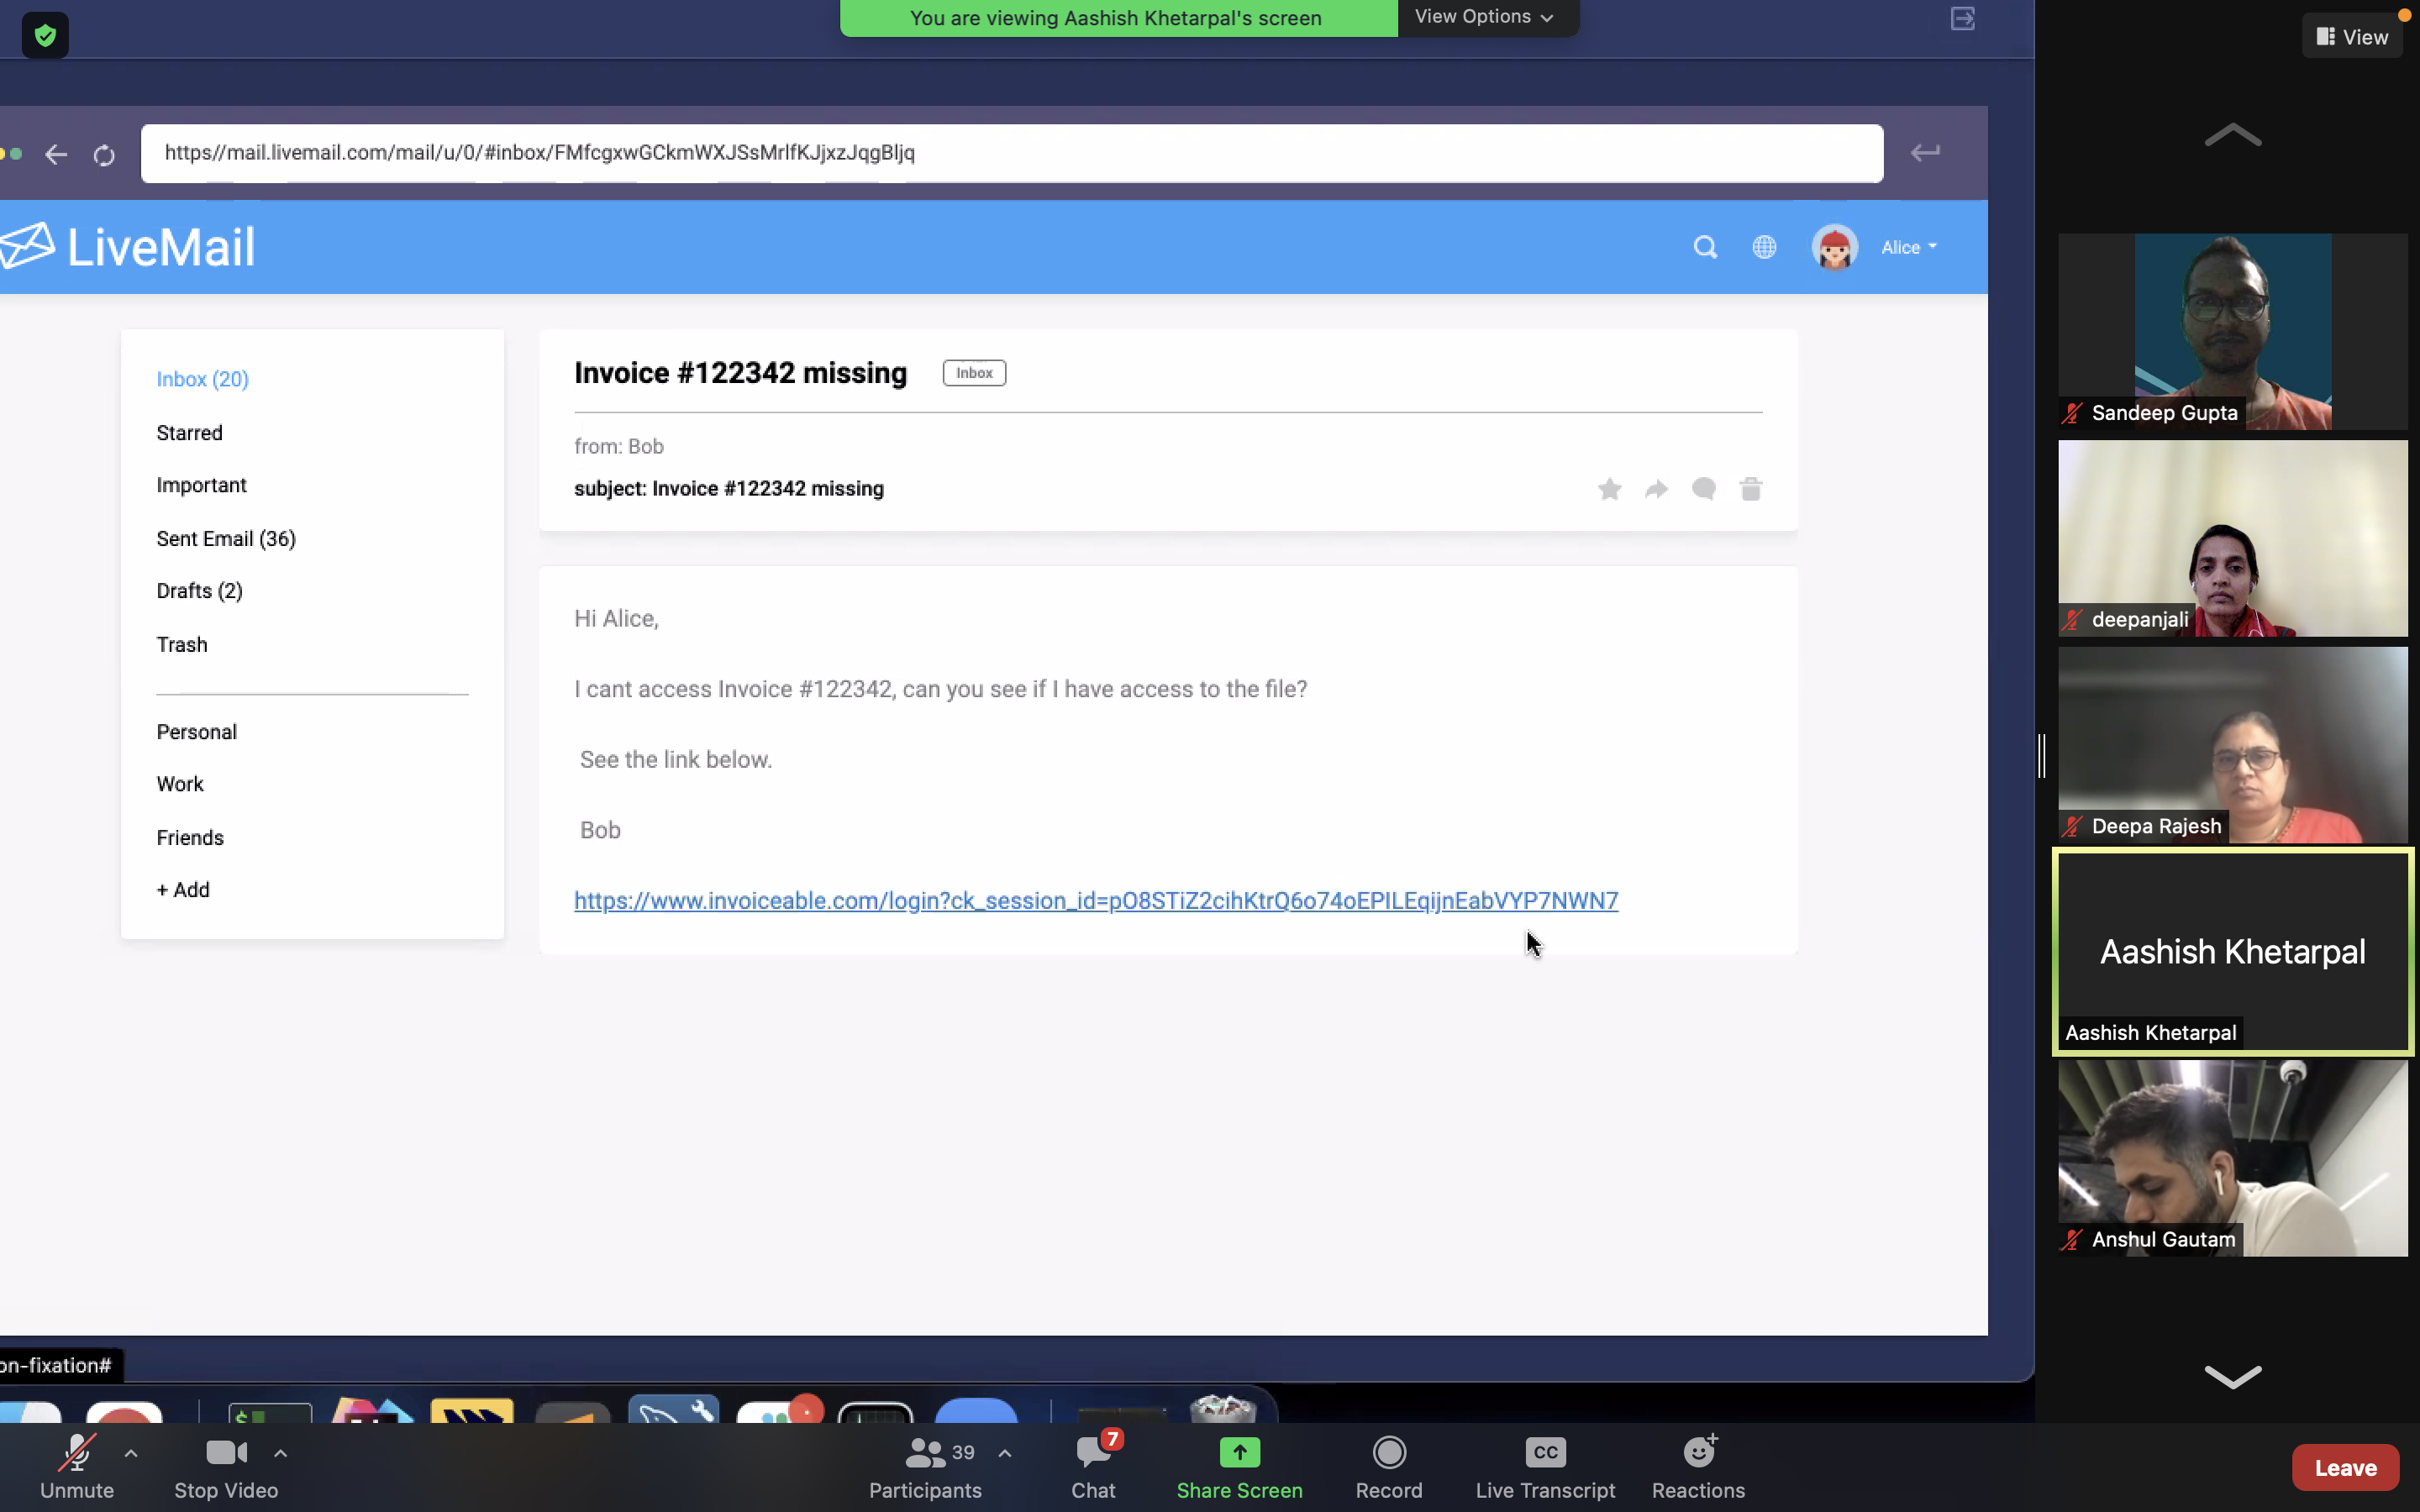 You are viewing Aashish Khetarpal's screen
View Options
View
https//mail.livemail.com/mail/u/0/#inbox/FMfcgxwGCkmWXJSsMrlfKJjxzJqgBljq
LiveMail
Alice
Inbox (20)
Starred
Important
Sent Email (36)
Drafts (2)
Trash
Personal
Work
Friends
+ Add
Invoice #122342 missing
Inbox
from: Bob
subject: Invoice #122342 missing
Hi Alice,
I cant access Invoice #122342, can you see if I have access to the file?
See the link below.
Bob
https://www.invoiceable.com/login?ck_session_id=pO8STiZ2cihKtrQ6o74oEPILEqijnEabVYP7NWN7
Sandeep Gupta
deepanjali
Deepa Rajesh
Aashish Khetarpal
Aashish Khetarpal
Anshul Gautam
on-fixation#
Unmute
Stop Video
39
Participants
7
Chat
Share Screen
Record
CC
Live Transcript
Reactions
Leave